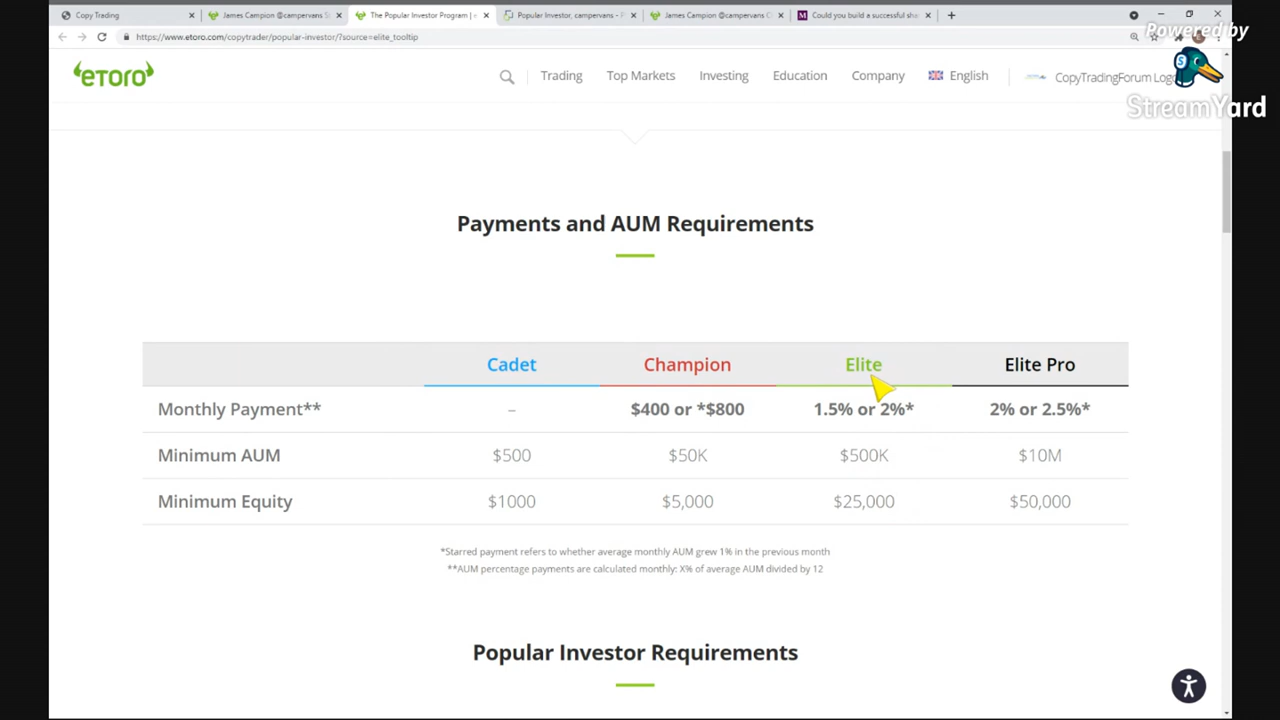 Copy Trading
James Campion @campervans S
The Popular Investor Program | e
Popular Investor, campervans - P
James Campion @campervans C
Could you build a successful sha
https://www.etoro.com/copytrader/popular-investor/?source=elite_tooltip
Powered by
StreamYard
eToro
Trading
Top Markets
Investing
Education
Company
English
CopyTradingForum Logo
Payments and AUM Requirements
Cadet Champion Elite Elite Pro
Monthly Payment** – $400 or *$800 1.5% or 2%* 2% or 2.5%*
Minimum AUM $500 $50K $500K $10M
Minimum Equity $1000 $5,000 $25,000 $50,000
*Starred payment refers to whether average monthly AUM grew 1% in the previous month
**AUM percentage payments are calculated monthly: X% of average AUM divided by 12
Popular Investor Requirements